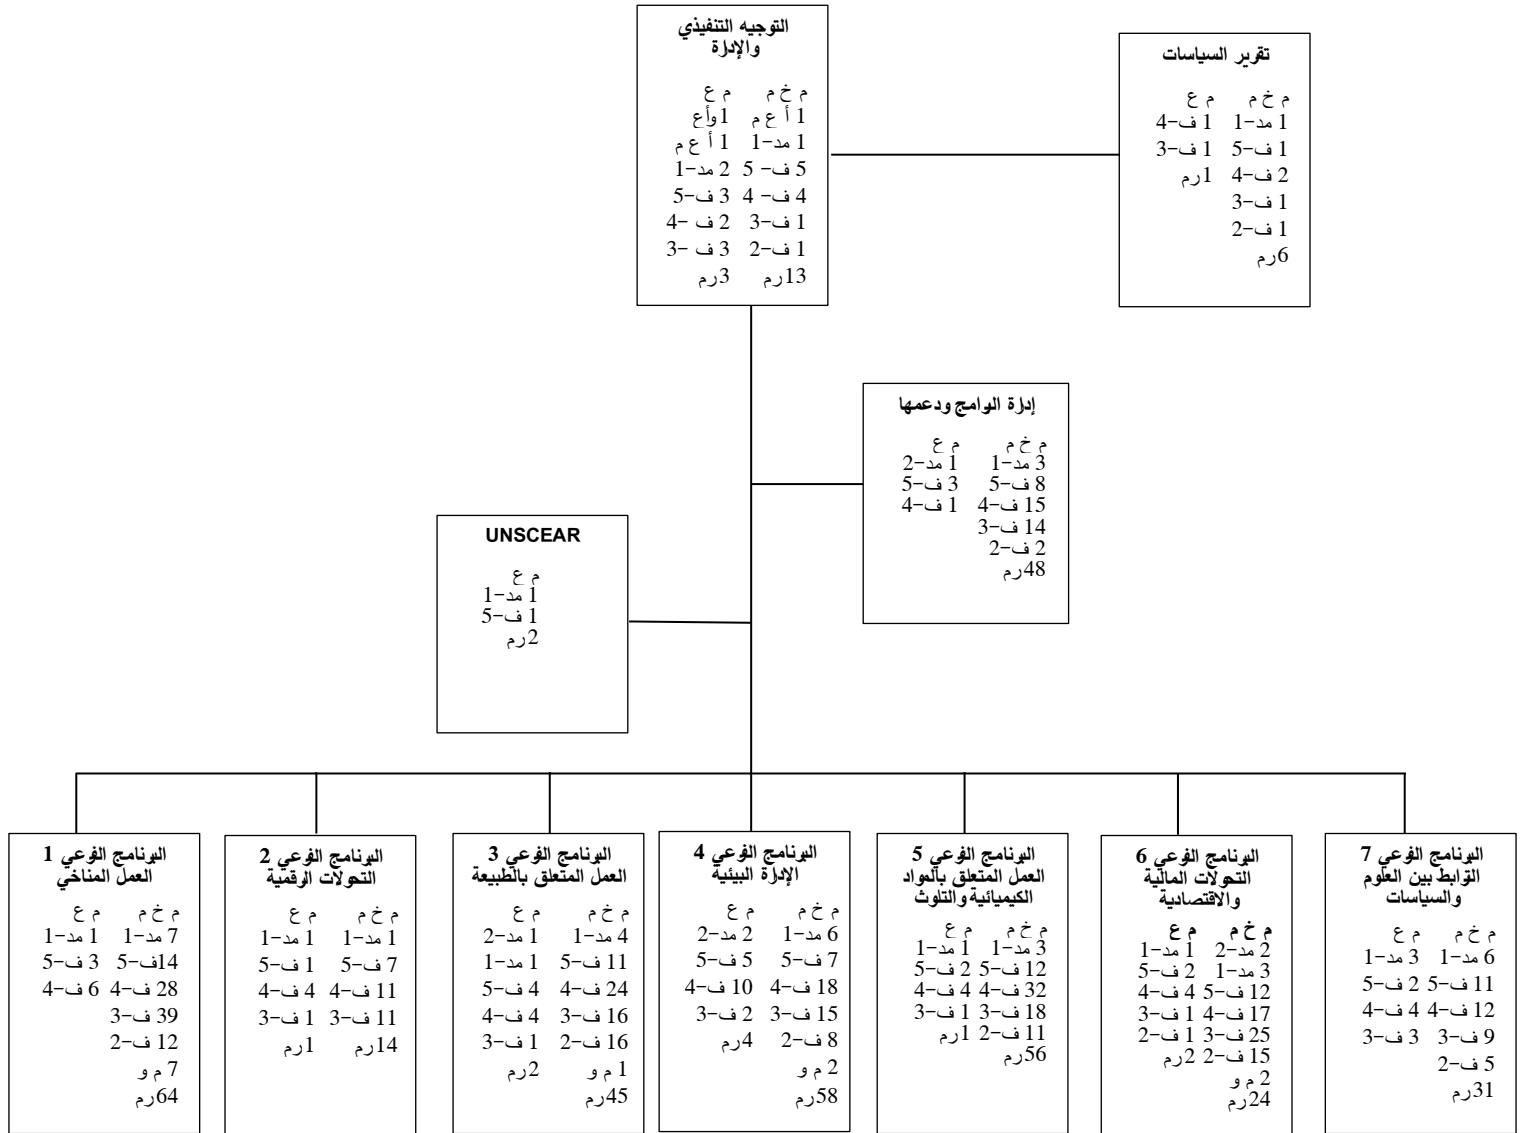 التوجيه التنفيذي
والإدارة
م خ م م ع
1 أ ع م 1 وأع
1 مد-1 1 أ ع م
5 ف- 5 2 مد-1
4 ف- 4 3 ف-5
1 ف-3 2 ف -4
1 ف-2 3 ف -3
13رم 3رم
تقرير السياسات
م خ م م ع
1 مد-1 1 ف-4
1 ف-5 1 ف-3
2 ف-4 1رم
1 ف-3
1 ف-2
6رم
إدارة البرامج ودعمها
م خ م م ع
3 مد-1 1 مد-2
8 ف-5 3 ف-5
15 ف-4 1 ف-4
14 ف-3
2 ف-2
48رم
UNSCEAR
م ع
1 مد-1
1 ف-5
2رم
البرنامج الفرعي 1
العمل المناخي
م خ م م ع
7 مد-1 1 مد-1
14ف-5 3 ف-5
28 ف-4 6 ف-4
39 ف-3
12 ف-2
7 م و
64رم
البرنامج الفرعي 2
التحولات الرقمية
م خ م م ع
1 مد-1 1 مد-1
7 ف-5 1 ف-5
11 ف-4 4 ف-4
11 ف-3 1 ف-3
14رم 1رم
البرنامج الفرعي 3
العمل المتعلق بالطبيعة
م خ م م ع
4 مد-1 1 مد-2
11 ف-5 1 مد-1
24 ف-4 4 ف-5
16 ف-3 4 ف-4
16 ف-2 1 ف-3
1 م و 2رم
45رم
البرنامج الفرعي 4
الإدارة البيئية
م خ م م ع
6 مد-1 2 مد-2
7 ف-5 5 ف-5
18 ف-4 10 ف-4
15 ف-3 2 ف-3
8 ف-2 4رم
2 م و
58رم
البرنامج الفرعي 5
العمل المتعلق بالمواد
الكيميائية والتلوث
م خ م م ع
3 مد-1 1 مد-1
12 ف-5 2 ف-5
32 ف-4 4 ف-4
18 ف-3 1 ف-3
11 ف-2 1رم
56رم
البرنامج الفرعي 6
التحولات المالية
والاقتصادية
م خ م م ع
2 مد-2 1 مد-1
3 مد-1 2 ف-5
12 ف-5 4 ف-4
17 ف-4 1 ف-3
25 ف-3 1 ف-2
15 ف-2 2رم
2 م و
24رم
البرنامج الفرعي 7
الترابط بين العلوم
والسياسات
م خ م م ع
6 مد-1 3 مد-1
11 ف-5 2 ف-5
12 ف-4 4 ف-4
9 ف-3 3 ف-3
5 ف-2
31رم